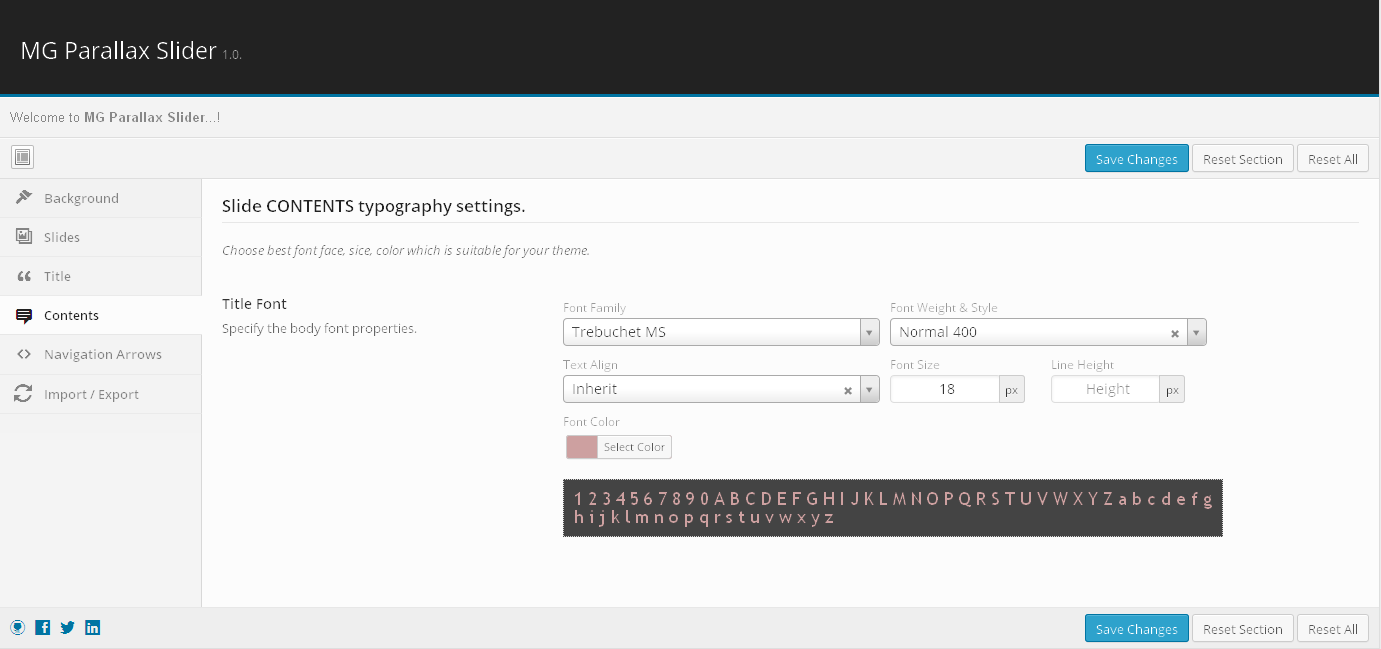 MG Parallax Slider 1.0.
Welcome to MG Parallax Slider...!
Save Changes Reset Section Reset All
Background
Slides
Title
Contents
Navigation Arrows
Import / Export
Slide CONTENTS typography settings.
Choose best font face, sice, color which is suitable for your theme.
Title Font
Specify the body font properties.
Font Family Font Weight & Style
Trebuchet MS Normal 400
Text Align Font Size Line Height
Inherit 18 px Height px
Font Color
Select Color
1 2 3 4 5 6 7 8 9 0 A B C D E F G H I J K L M N O P Q R S T U V W X Y Z a b c d e f g
h i j k l m n o p q r s t u v w x y z
Save Changes Reset Section Reset All